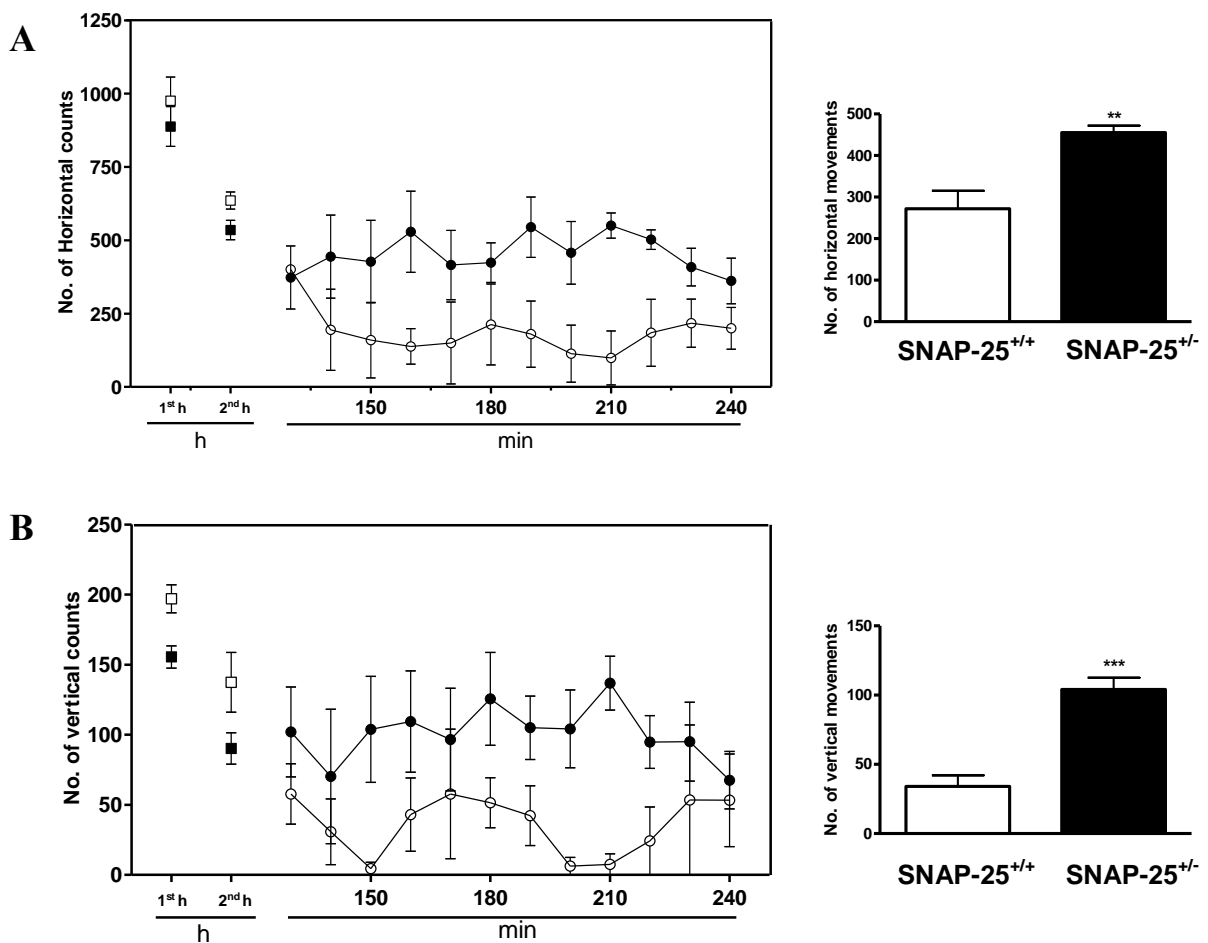 A
No. of Horizontal counts
1250
1000
750
500
250
0
1st h
2nd h
150
180
210
240
h
min
No. of horizontal movements
500
400
300
200
100
0
**
SNAP-25+/+
SNAP-25+/-
B
No. of vertical counts
250
200
150
100
50
0
1st h
2nd h
150
180
210
240
h
min
No. of vertical movements
150
100
50
0
***
SNAP-25+/+
SNAP-25+/-